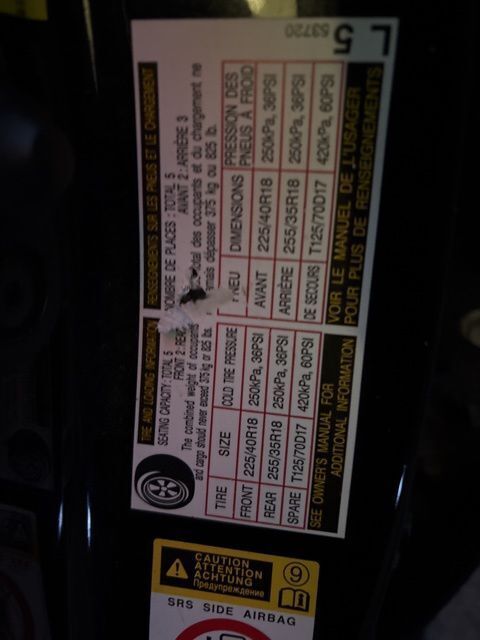 TIRE AND LOADING INFORMATION
SEATING CAPACITY: TOTAL 5
FRONT 2: REAR
The combined weight of occupants
and cargo should never exceed 375 kg or 825 lb.
TIRE SIZE COLD TIRE PRESSURE
FRONT 225/40R18 250kPa, 36PSI
REAR 255/35R18 250kPa, 36PSI
SPARE T125/70D17 420kPa, 60PSI
SEE OWNER'S MANUAL FOR
ADDITIONAL INFORMATION
RENSEIGNEMENTS SUR LES PNEUS ET LE CHARGEMENT
NOMBRE DE PLACES : TOTAL 5
AVANT 2 : ARRIÈRE 3
total des occupants et du chargement ne
jamais dépasser 375 kg ou 825 lb.
PNEU DIMENSIONS PRESSION DES
PNEUS À FROID
AVANT 225/40R18 250kPa, 36PSI
ARRIÈRE 255/35R18 250kPa, 36PSI
DE SECOURS T125/70D17 420kPa, 60PSI
VOIR LE MANUEL DE L'USAGER
POUR PLUS DE RENSEIGNEMENTS
53720
L5
CAUTION
ATTENTION
ACHTUNG
Предупреждение
9
SRS SIDE AIRBAG